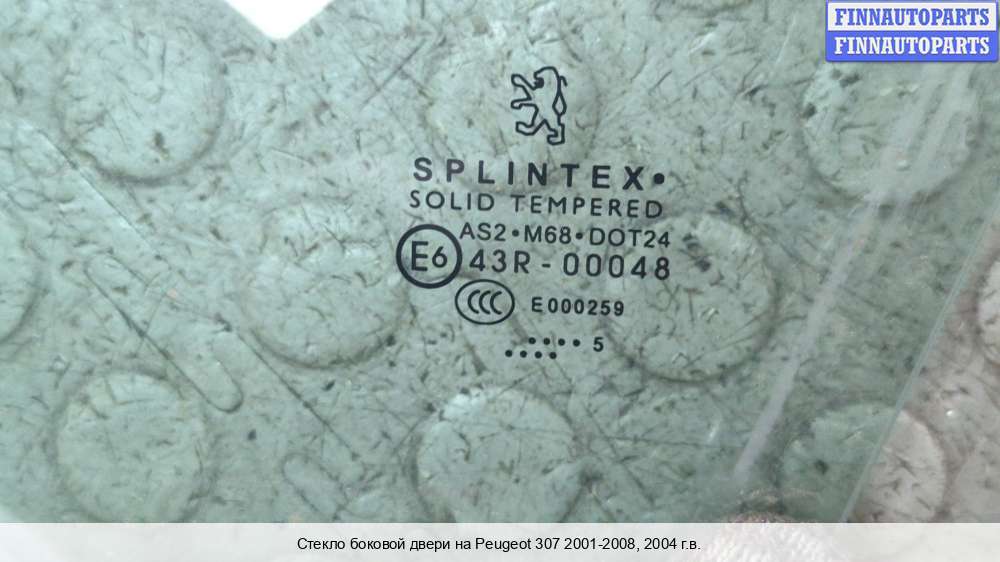 FINNAUTOPARTS
FINNAUTOPARTS
SPLINTEX•
SOLID TEMPERED
AS2•M68•DOT24
E6 43R-00048
CCC E000259
•••• 5
••••
Стекло боковой двери на Peugeot 307 2001-2008, 2004 г.в.